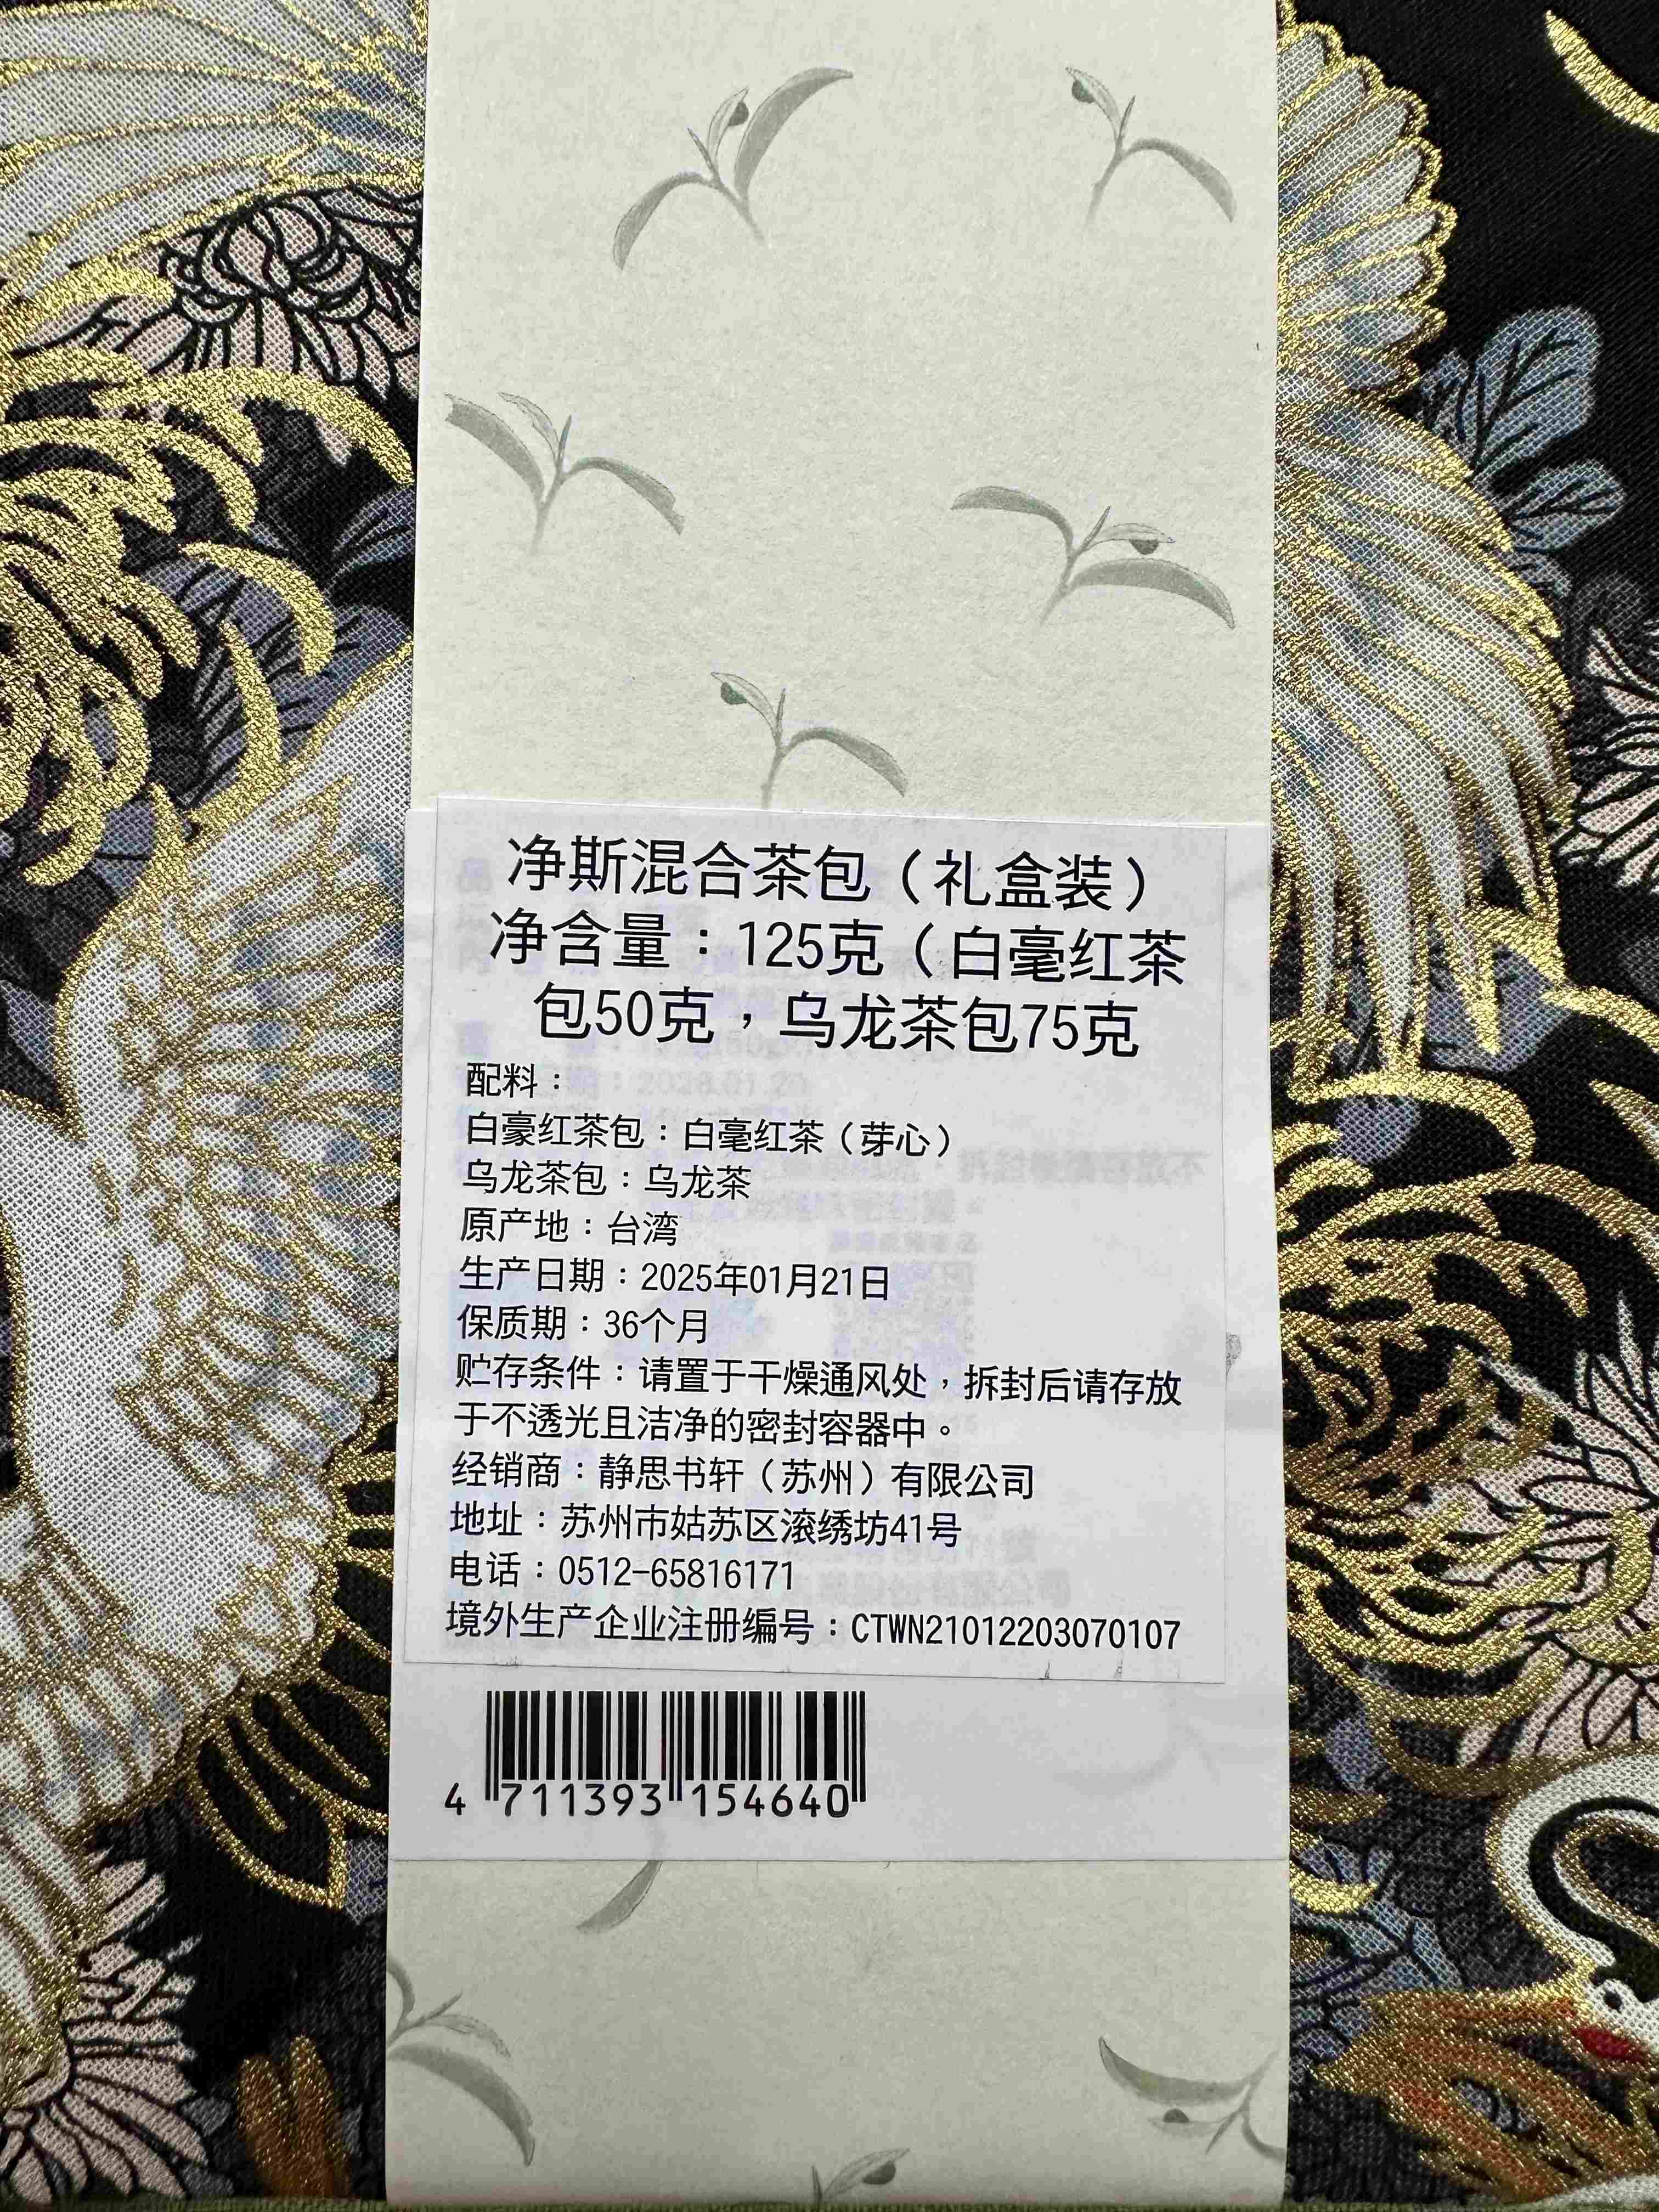 净斯混合茶包（礼盒装）
净含量：125克（白毫红茶
包50克，乌龙茶包75克
配料：
白豪红茶包：白毫红茶（芽心）
乌龙茶包：乌龙茶
原产地：台湾
生产日期：2025年01月21日
保质期：36个月
贮存条件：请置于干燥通风处，拆封后请存放
于不透光且洁净的密封容器中。
经销商：静思书轩（苏州）有限公司
地址：苏州市姑苏区滚绣坊41号
电话：0512-65816171
境外生产企业注册编号：CTWN21012203070107
4 711393 154640